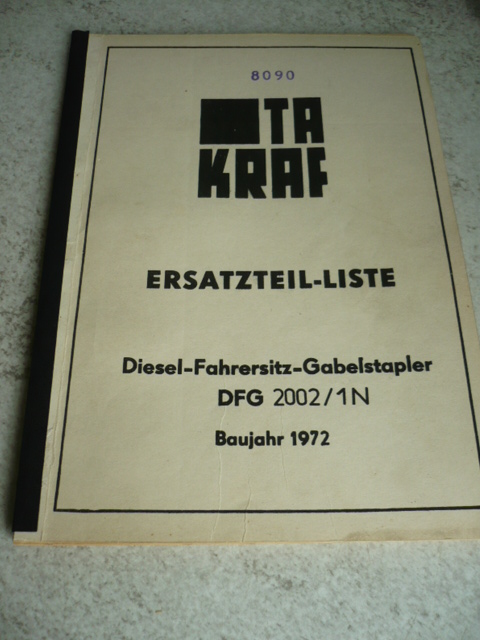 8090
TA
KRAF
ERSATZTEIL-LISTE
Diesel-Fahrersitz-Gabelstapler
DFG 2002/1N
Baujahr 1972